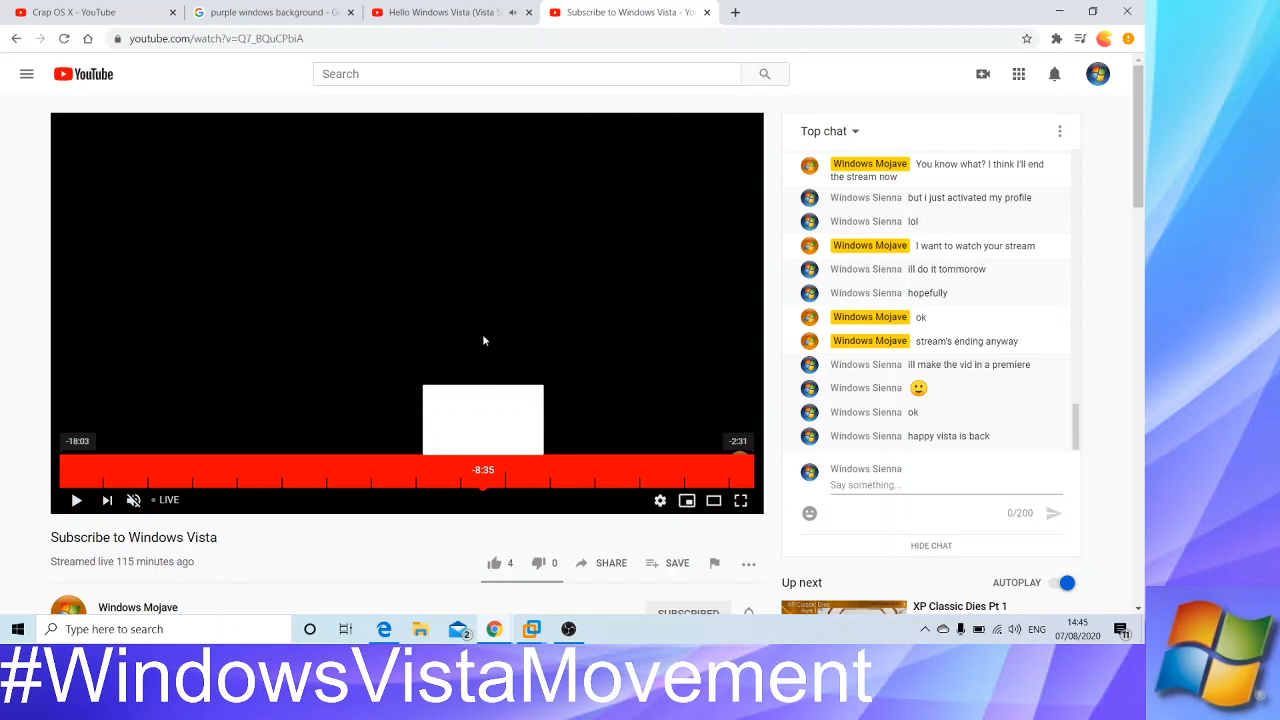 Crap OS X - YouTube
purple windows background - G
Hello Windows Vista (Vista S
Subscribe to Windows Vista - Yo
youtube.com/watch?v=Q7_BQuCPbiA
YouTube
Search
Top chat
Windows Mojave You know what? I think I'll end
the stream now
Windows Sienna but i just activated my profile
Windows Sienna lol
Windows Mojave I want to watch your stream
Windows Sienna ill do it tommorow
Windows Sienna hopefully
Windows Mojave ok
Windows Mojave stream's ending anyway
Windows Sienna ill make the vid in a premiere
Windows Sienna 🙂
Windows Sienna ok
Windows Sienna happy vista is back
Windows Sienna
Say something...
0/200
HIDE CHAT
-18:03
-2:31
-8:35
LIVE
Subscribe to Windows Vista
Streamed live 115 minutes ago
4
0
SHARE
SAVE
Up next
AUTOPLAY
Windows Mojave
SUBSCRIBED
XP Classic Dies Pt 1
Type here to search
2
ENG
14:45
07/08/2020
11
#WindowsVistaMovement